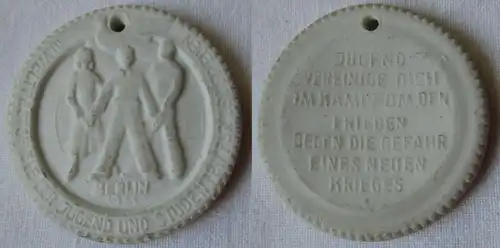 JUGEND UND STUDENTEN
BERLIN
JUGEND
VEREINIGE DICH
IM KAMPF UM DEN
FRIEDEN
GEGEN DIE GEFAHR
EINES NEUEN
KRIEGES